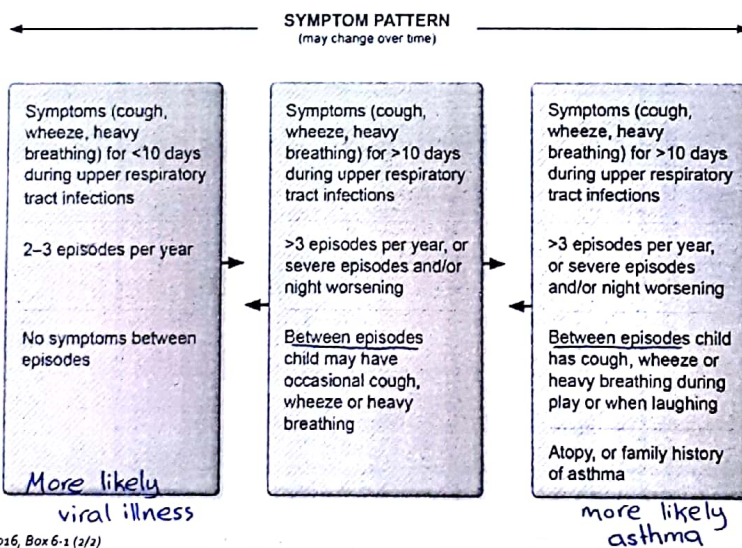 SYMPTOM PATTERN
(may change over time)
Symptoms (cough,
wheeze, heavy
breathing) for <10 days
during upper respiratory
tract infections
2–3 episodes per year
No symptoms between
episodes
More likely
viral illness
Symptoms (cough,
wheeze, heavy
breathing) for >10 days
during upper respiratory
tract infections
>3 episodes per year, or
severe episodes and/or
night worsening
Between episodes
child may have
occasional cough,
wheeze or heavy
breathing
Symptoms (cough,
wheeze, heavy
breathing) for >10 days
during upper respiratory
tract infections
>3 episodes per year,
or severe episodes
and/or night worsening
Between episodes child
has cough, wheeze or
heavy breathing during
play or when laughing
Atopy, or family history
of asthma
more likely
asthma
016, Box 6-1 (2/2)